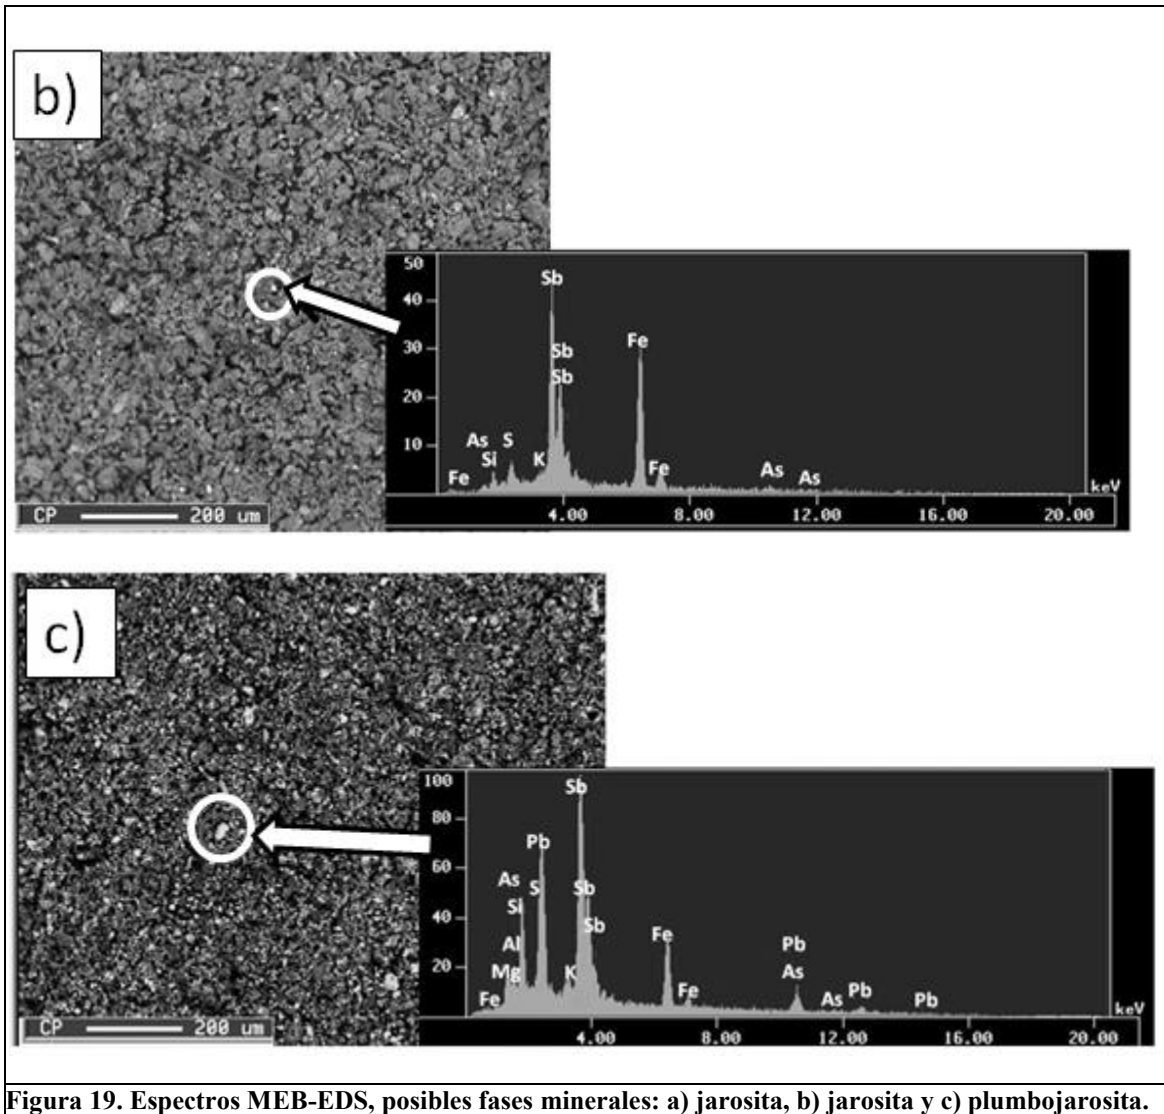 b)
50
Sb
40
30
Fe
Sb
20
Sb
10
As
S
Si
K
Fe
Fe
As
As
keV
4.00 8.00 12.00 16.00 20.00
CP 200 um
c)
100
Sb
80
Pb
60
As
S
Sb
Si
40
Sb
Fe
Al
Pb
20
Mg
K
As
Fe
Fe
As
Pb
Pb
keV
4.00 8.00 12.00 16.00 20.00
CP 200 um
Figura 19. Espectros MEB-EDS, posibles fases minerales: a) jarosita, b) jarosita y c) plumbojarosita.